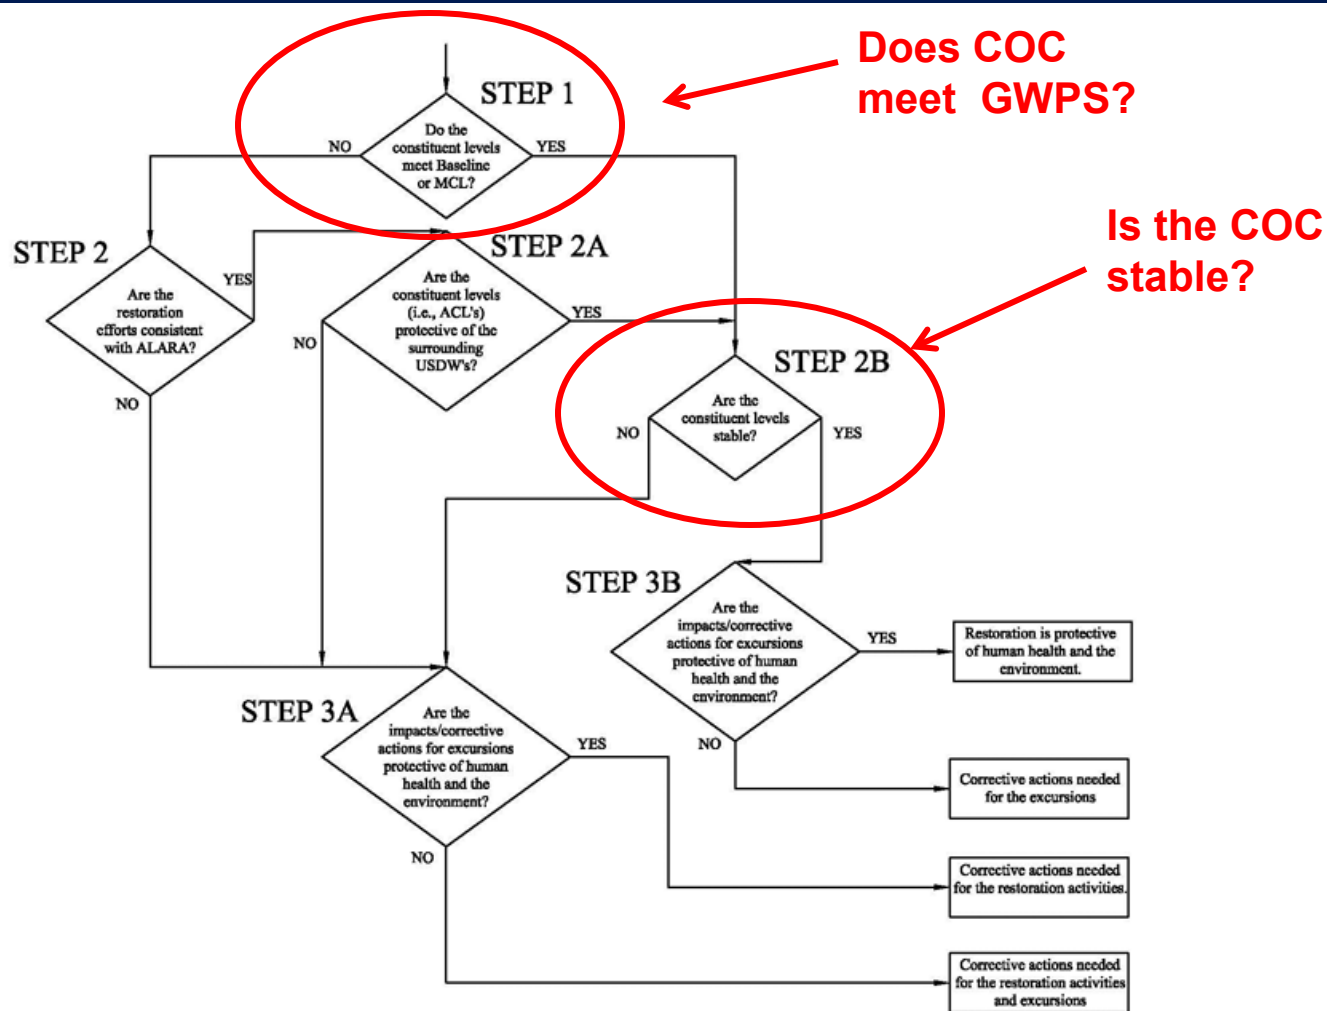 Does COC
meet GWPS?
STEP 1
Do the
constituent levels
meet Baseline
or MCL?
NO
YES
Is the COC
stable?
STEP 2
Are the
restoration
efforts consistent
with ALARA?
YES
NO
STEP 2A
Are the
constituent levels
(i.e., ACL's)
protective of the
surrounding
USDW's?
NO
YES
STEP 2B
Are the
constituent levels
stable?
NO
YES
STEP 3B
Are the
impacts/corrective
actions for excursions
protective of human
health and the
environment?
YES
NO
Restoration is protective
of human health and the
environment.
STEP 3A
Are the
impacts/corrective
actions for excursions
protective of human
health and the
environment?
YES
NO
Corrective actions needed
for the excursions
Corrective actions needed
for the restoration activities.
Corrective actions needed
for the restoration activities
and excursions